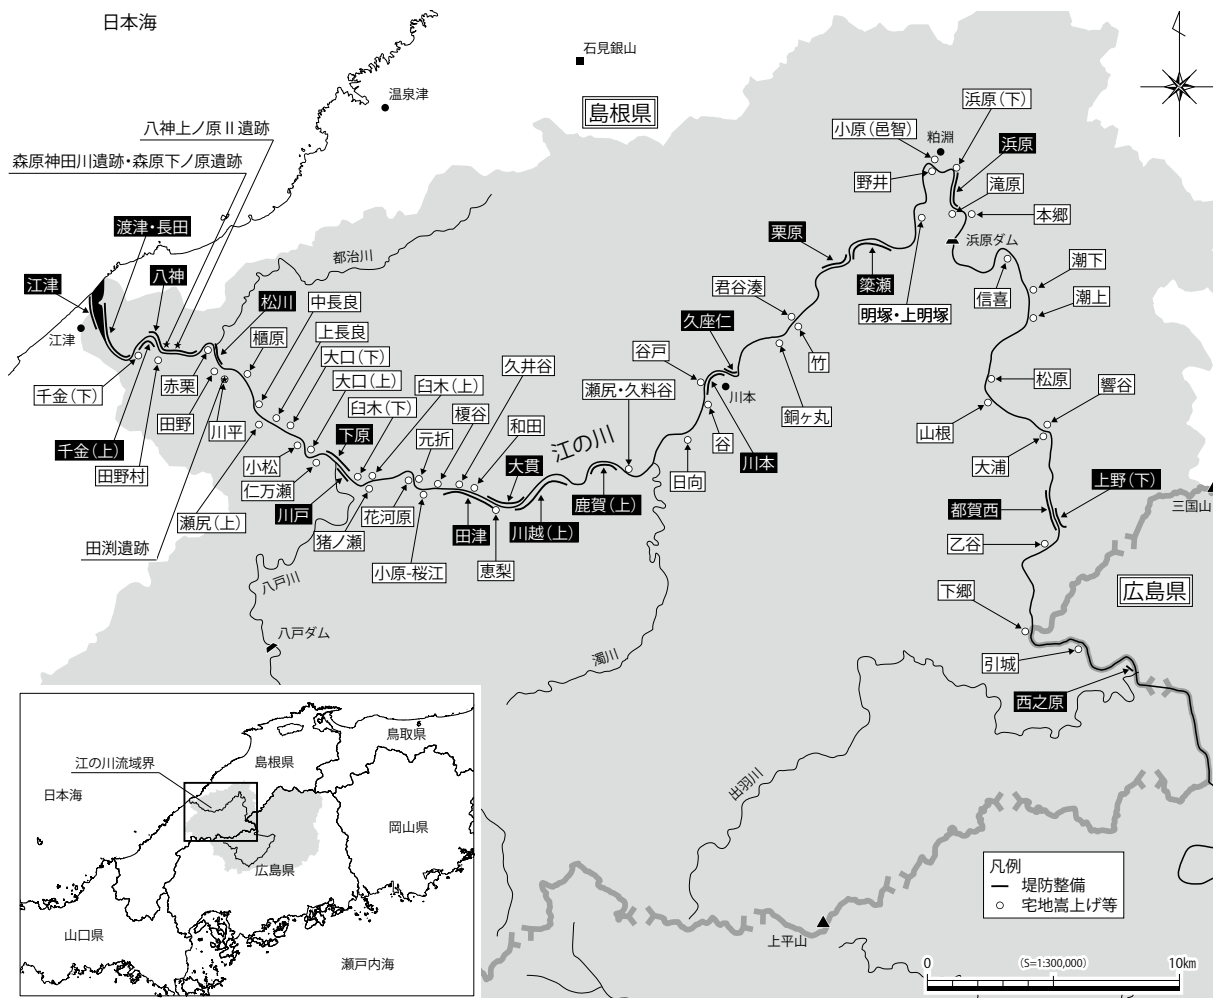 日本海
石見銀山
温泉津
島根県
八神上ノ原Ⅱ遺跡
森原神田川遺跡・森原下ノ原遺跡
浜原（下）
小原（邑智）
粕淵
浜原
野井
滝原
本郷
渡津・長田
栗原
浜原ダム
都治川
江津
八神
松川
中長良
君谷湊
簗瀬
信喜
潮下
潮上
明塚・上明塚
江津
櫃原
上長良
久座仁
大口（下）
谷戸
竹
久井谷
大口（上）
臼木（上）
瀬尻・久料谷
川本
銅ヶ丸
松原
千金（下）
赤栗
臼木（下）
榎谷
響谷
田野
川平
下原
元折
和田
江の川
谷
山根
千金（上）
田野村
小松
大貫
日向
川本
大浦
仁万瀬
上野（下）
瀬尻（上）
川戸
花河原
鹿賀（上）
都賀西
三国山
田渕遺跡
猪ノ瀬
田津
川越（上）
乙谷
小原-桜江
恵梨
八戸川
広島県
下郷
八戸ダム
濁川
引城
西之原
鳥取県
島根県
江の川流域界
日本海
出羽川
岡山県
広島県
凡例
堤防整備
宅地嵩上げ等
山口県
上平山
瀬戸内海
0
(S=1:300,000)
10km